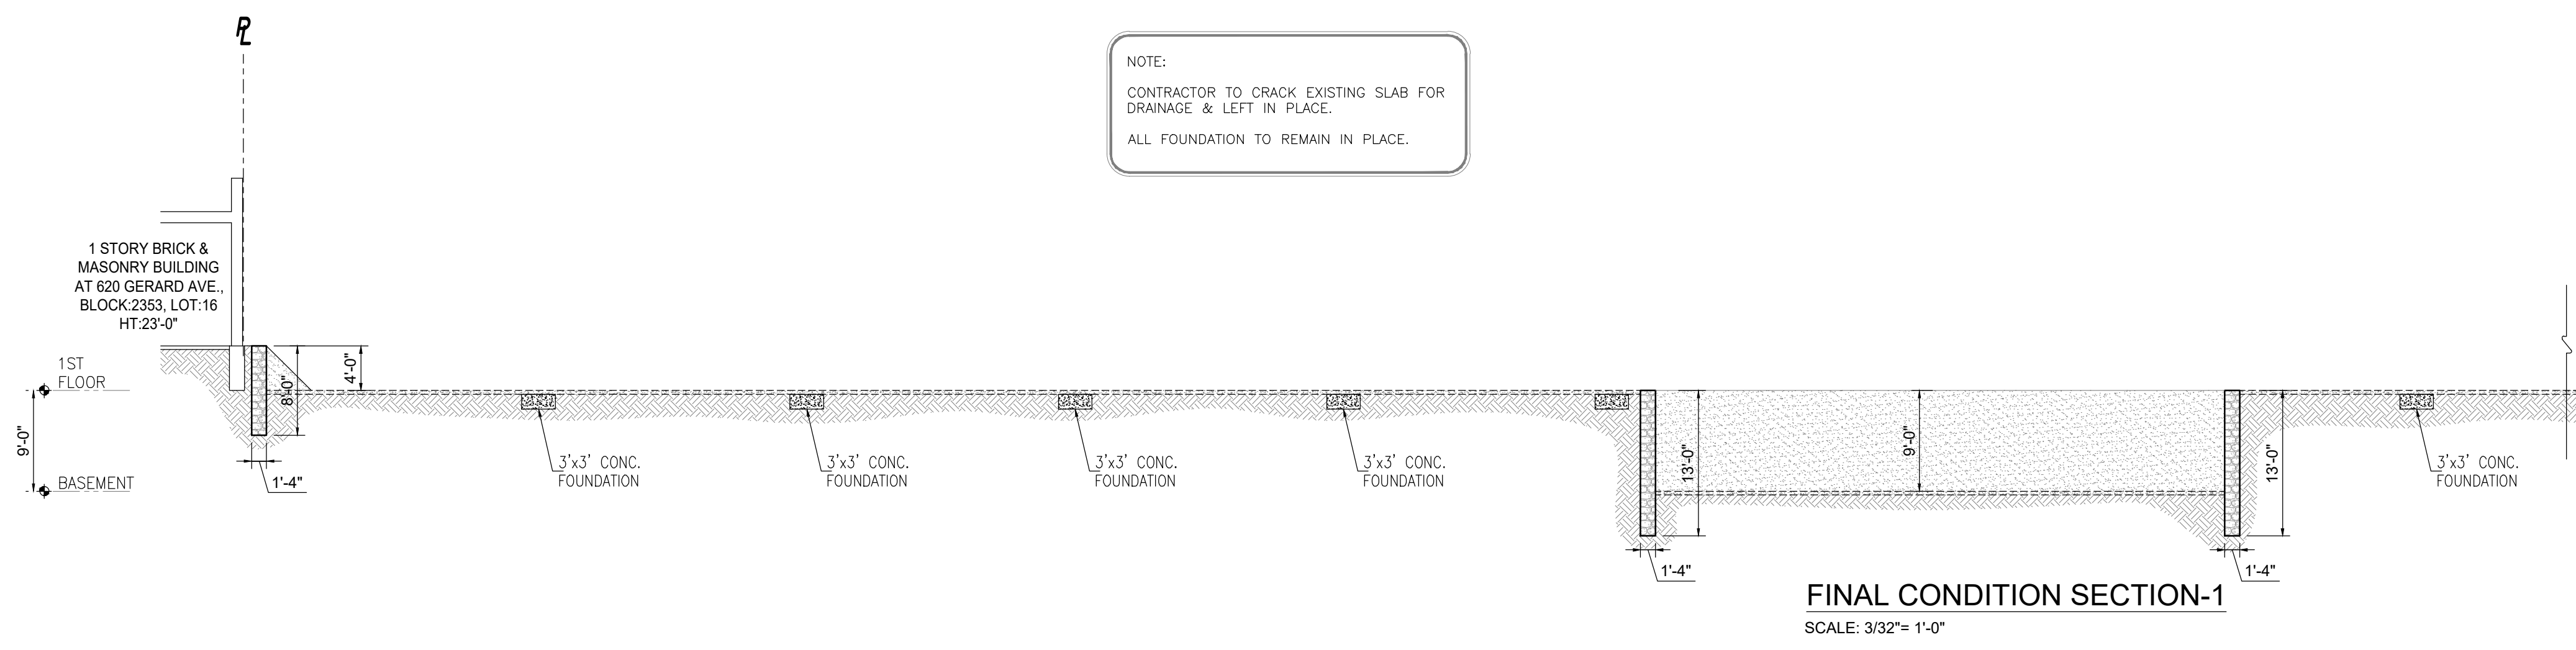 PL
NOTE:
CONTRACTOR TO CRACK EXISTING SLAB FOR
DRAINAGE & LEFT IN PLACE.
ALL FOUNDATION TO REMAIN IN PLACE.
1 STORY BRICK &
MASONRY BUILDING
AT 620 GERARD AVE.,
BLOCK:2353, LOT:16
HT:23'-0"
1ST
FLOOR
9'-0"
BASEMENT
8'-0"
4'-0"
1'-4"
3'x3' CONC.
FOUNDATION
3'x3' CONC.
FOUNDATION
3'x3' CONC.
FOUNDATION
3'x3' CONC.
FOUNDATION
13'-0"
1'-4"
9'-0"
13'-0"
1'-4"
3'x3' CONC.
FOUNDATION
FINAL CONDITION SECTION-1
SCALE: 3/32"= 1'-0"